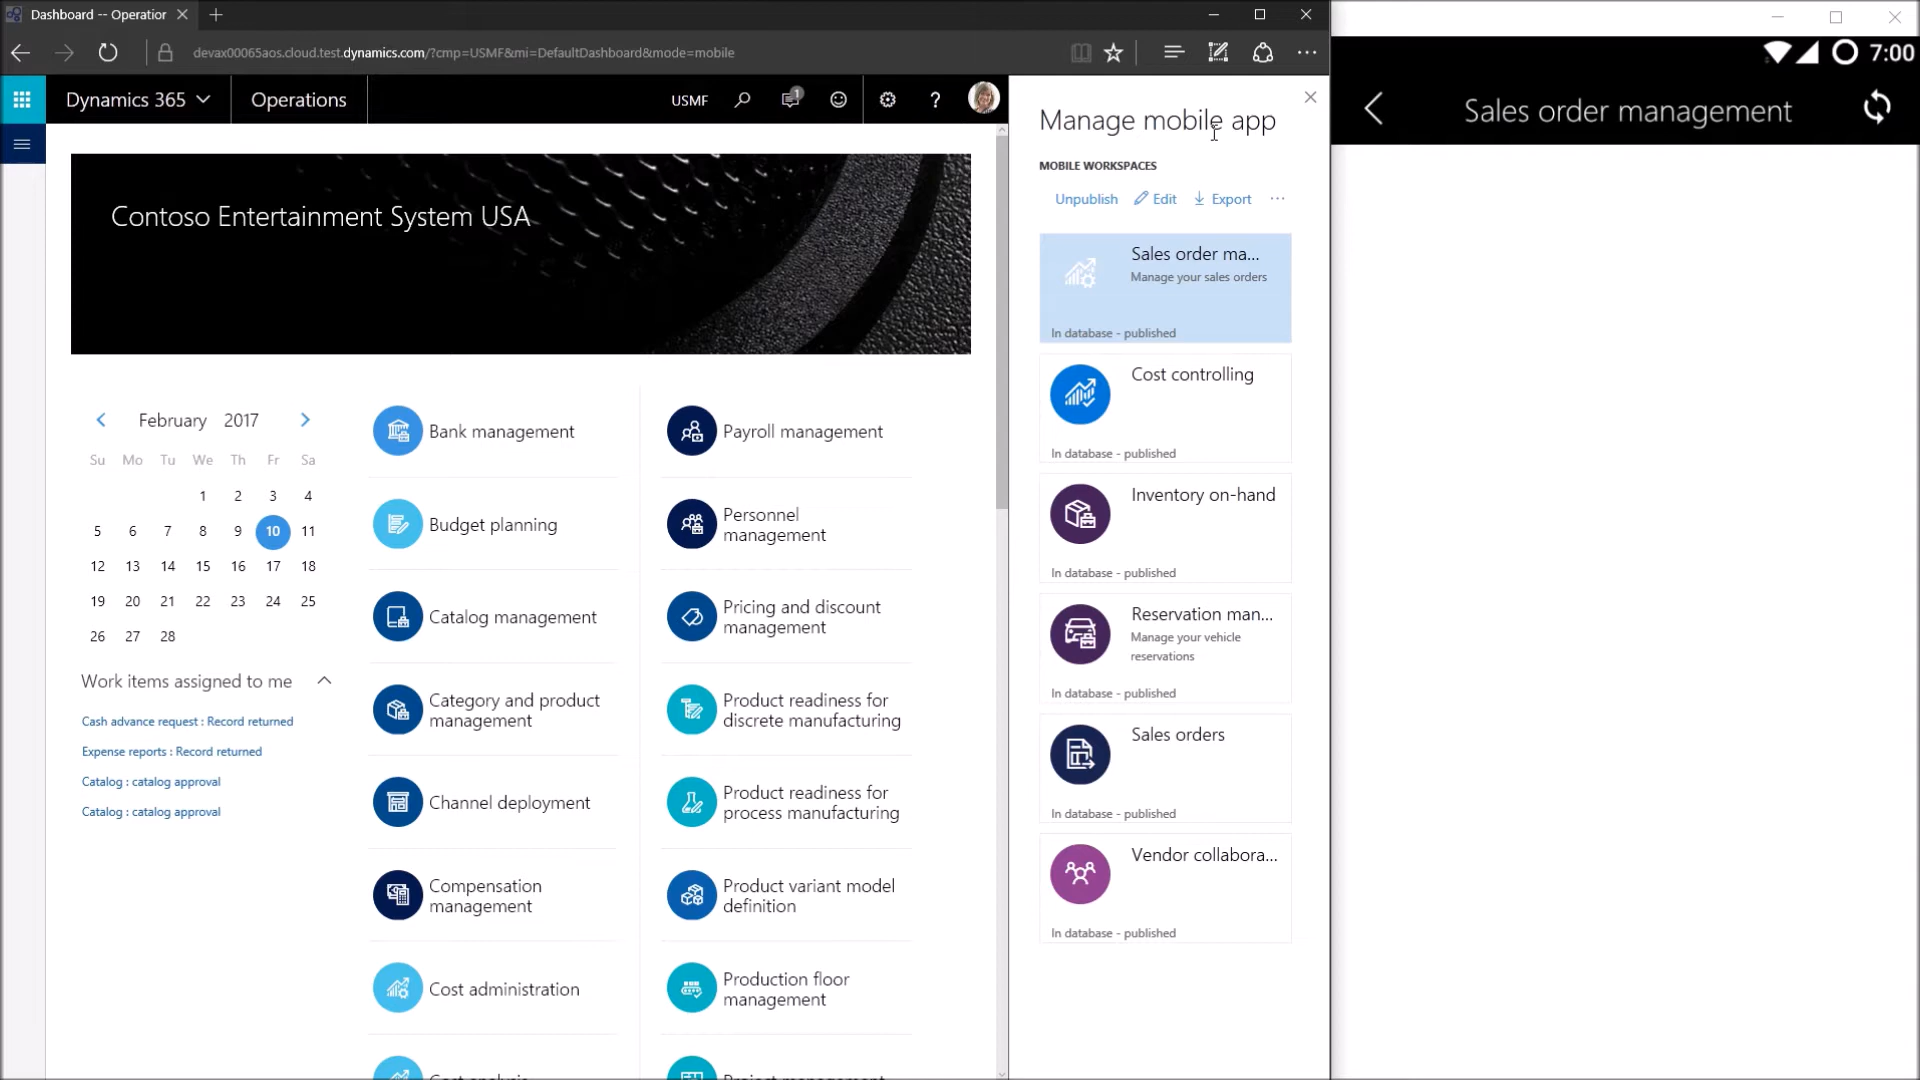 Dashboard -- Operatior
devax00065aos.cloud.test.dynamics.com/?cmp=USMF&mi=DefaultDashboard&mode=mobile
Dynamics 365
Operations
USMF
1
Contoso Entertainment System USA
February 2017
Su Mo Tu We Th Fr Sa
1 2 3 4
5 6 7 8 9 10 11
12 13 14 15 16 17 18
19 20 21 22 23 24 25
26 27 28
Work items assigned to me
Cash advance request : Record returned
Expense reports : Record returned
Catalog : catalog approval
Catalog : catalog approval
Bank management
Budget planning
Catalog management
Category and product
management
Channel deployment
Compensation
management
Cost administration
Cost analysis
Payroll management
Personnel
management
Pricing and discount
management
Product readiness for
discrete manufacturing
Product readiness for
process manufacturing
Product variant model
definition
Production floor
management
Project management
Manage mobile app
MOBILE WORKSPACES
Unpublish Edit Export ...
Sales order ma...
Manage your sales orders
In database - published
Cost controlling
In database - published
Inventory on-hand
In database - published
Reservation man...
Manage your vehicle
reservations
In database - published
Sales orders
In database - published
Vendor collabora...
In database - published
7:00
Sales order management